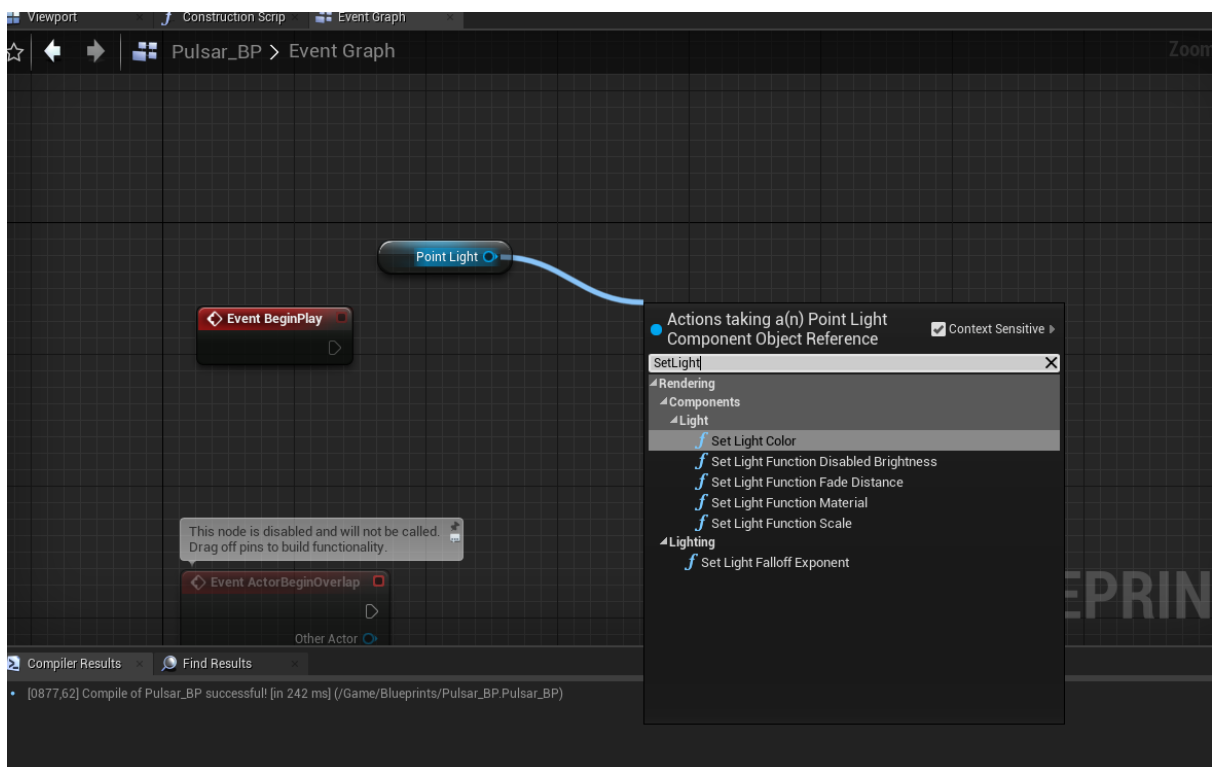 Viewport
Construction Scrip
Event Graph
Pulsar_BP > Event Graph
Zoom
Point Light
Event BeginPlay
Actions taking a(n) Point Light
Component Object Reference
Context Sensitive
SetLight
Rendering
Components
Light
Set Light Color
Set Light Function Disabled Brightness
Set Light Function Fade Distance
Set Light Function Material
Set Light Function Scale
Lighting
Set Light Falloff Exponent
This node is disabled and will not be called.
Drag off pins to build functionality.
Event ActorBeginOverlap
Other Actor
EPRIN
Compiler Results
Find Results
[0877,62] Compile of Pulsar_BP successful! [in 242 ms] (/Game/Blueprints/Pulsar_BP.Pulsar_BP)